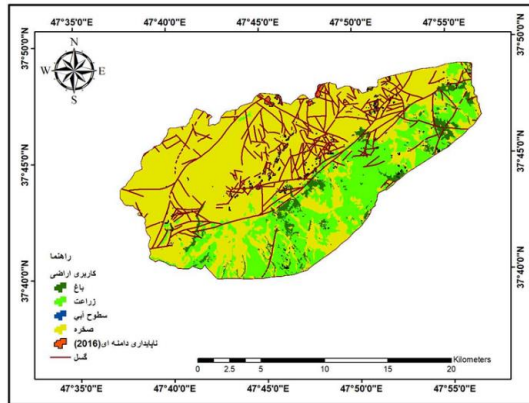 47°35'0"E 47°40'0"E 47°45'0"E 47°50'0"E 47°55'0"E
37°50'0"N
37°50'0"N
N
W E
S
37°45'0"N
37°45'0"N
37°40'0"N
37°40'0"N
راهنما
کاربری اراضی
باغ
زراعت
سطوح آبی
صخره
ناپایداری دامنه ای(2016)
گسل
Kilometers
0 2.5 5 10 15 20
47°35'0"E 47°40'0"E 47°45'0"E 47°50'0"E 47°55'0"E